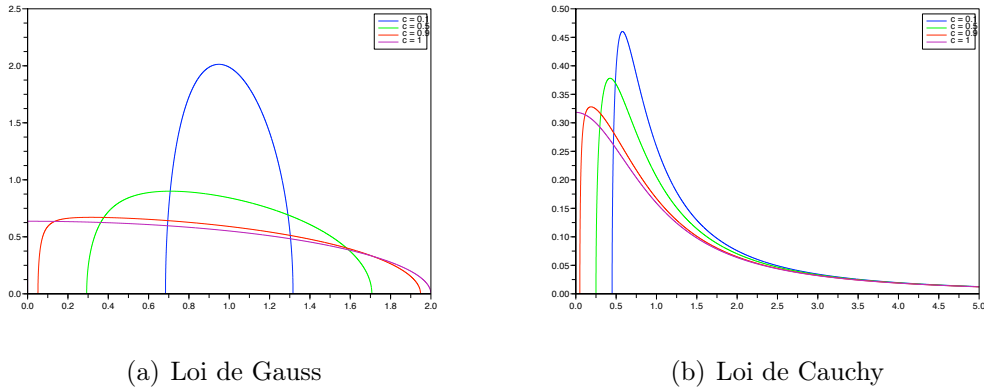 2.5
2.0
1.5
1.0
0.5
0.0
0.0 0.2 0.4 0.6 0.8 1.0 1.2 1.4 1.6 1.8 2.0
c = 0.1
c = 0.5
c = 0.9
c = 1
(a) Loi de Gauss
0.50
0.45
0.40
0.35
0.30
0.25
0.20
0.15
0.10
0.05
0.00
0.0 0.5 1.0 1.5 2.0 2.5 3.0 3.5 4.0 4.5 5.0
c = 0.1
c = 0.5
c = 0.9
c = 1
(b) Loi de Cauchy